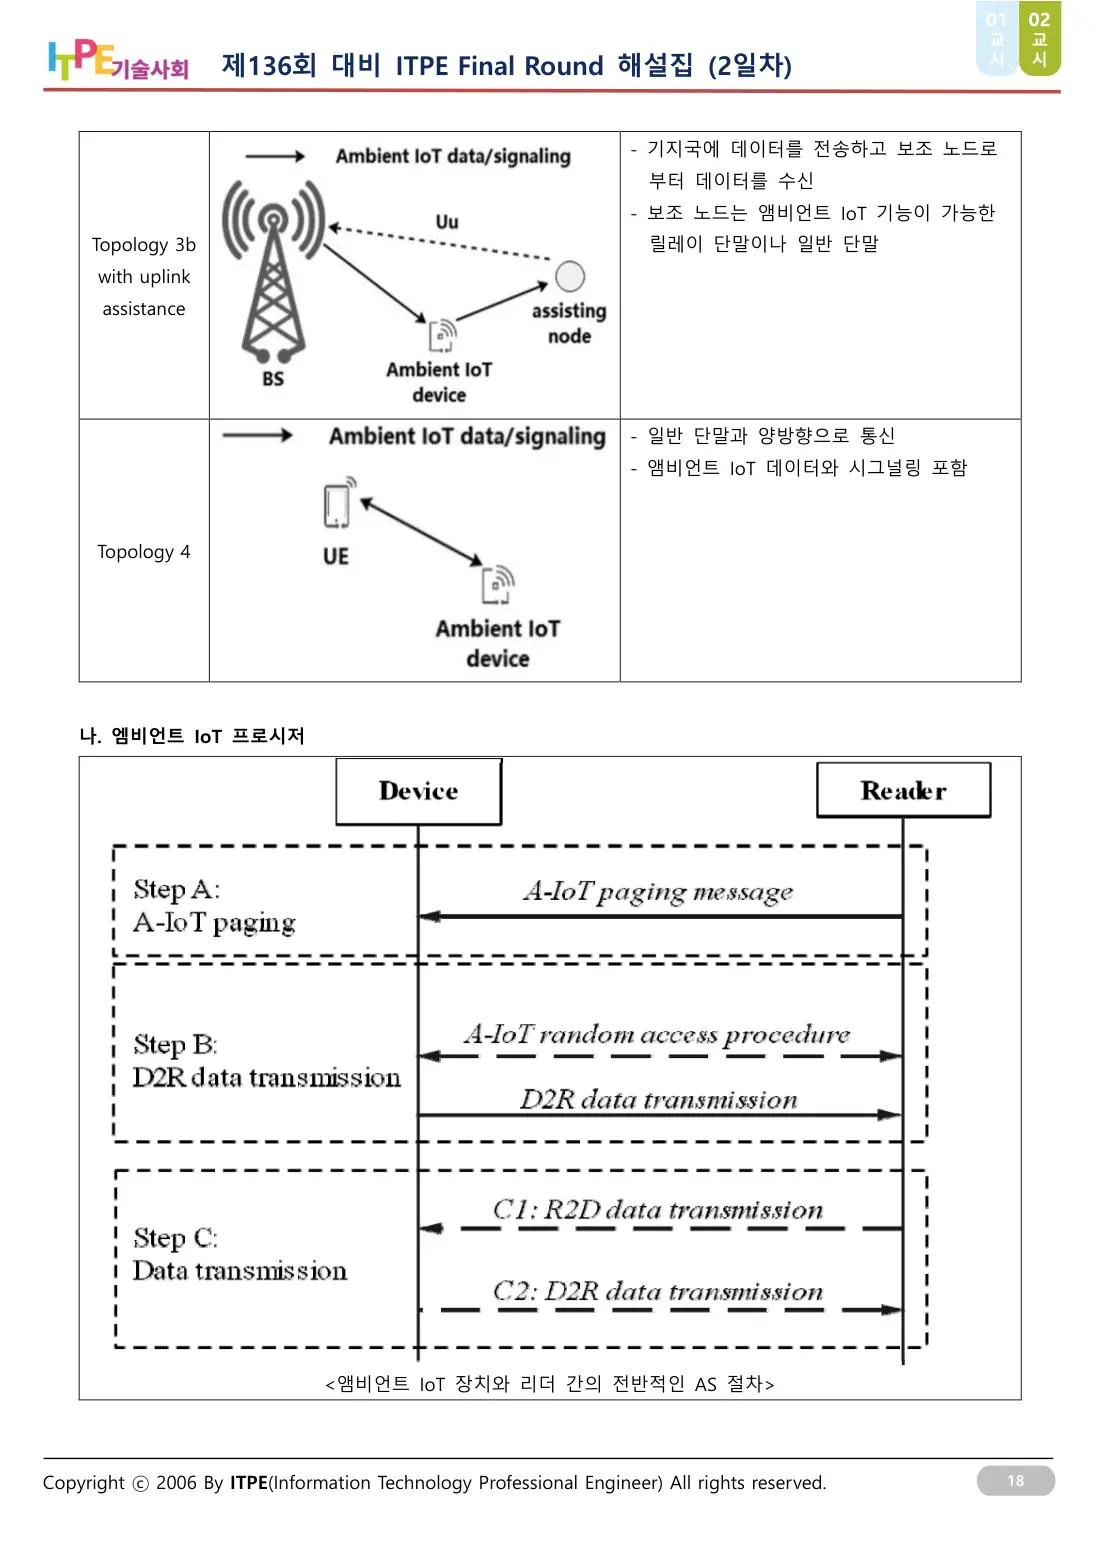 01
교
시
02
교
시
ITPE기술사회
제136회 대비 ITPE Final Round 해설집 (2일차)
Topology 3b
with uplink
assistance
Ambient IoT data/signaling
Uu
assisting
node
Ambient IoT
device
BS
- 기지국에 데이터를 전송하고 보조 노드로
부터 데이터를 수신
- 보조 노드는 앰비언트 IoT 기능이 가능한
릴레이 단말이나 일반 단말
Topology 4
Ambient IoT data/signaling
UE
Ambient IoT
device
- 일반 단말과 양방향으로 통신
- 앰비언트 IoT 데이터와 시그널링 포함
나. 엠비언트 IoT 프로시저
Device
Reader
Step A:
A-IoT paging
A-IoT paging message
Step B:
D2R data transmission
A-IoT random access procedure
D2R data transmission
Step C:
Data transmission
C1: R2D data transmission
C2: D2R data transmission
<앰비언트 IoT 장치와 리더 간의 전반적인 AS 절차>
Copyright ⓒ 2006 By ITPE(Information Technology Professional Engineer) All rights reserved.
18